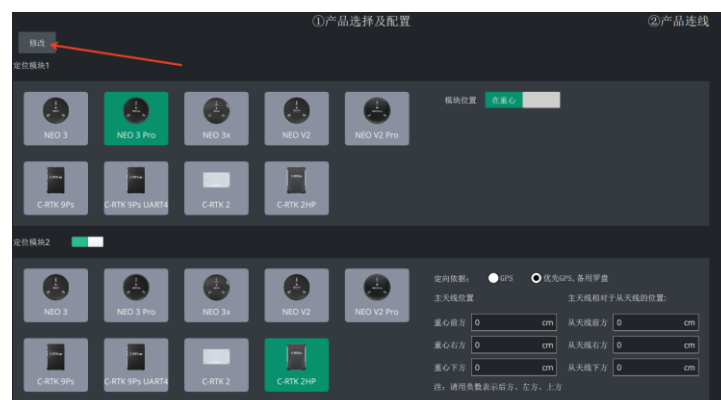 ①产品选择及配置
②产品连线
修改
定位模块1
NEO 3
NEO 3 Pro
NEO 3x
NEO V2
NEO V2 Pro
模块位置 在重心
C-RTK 9Ps
C-RTK 9Ps UART4
C-RTK 2
C-RTK 2HP
定位模块2
NEO 3
NEO 3 Pro
NEO 3x
NEO V2
NEO V2 Pro
C-RTK 9Ps
C-RTK 9Ps UART4
C-RTK 2
C-RTK 2HP
定向依据: GPS 优先GPS, 备用罗盘
主天线位置 主天线相对于从天线的位置:
重心前方 0 cm 从天线前方 0 cm
重心右方 0 cm 从天线右方 0 cm
重心下方 0 cm 从天线下方 0 cm
注: 请用负数表示后方、左方、上方